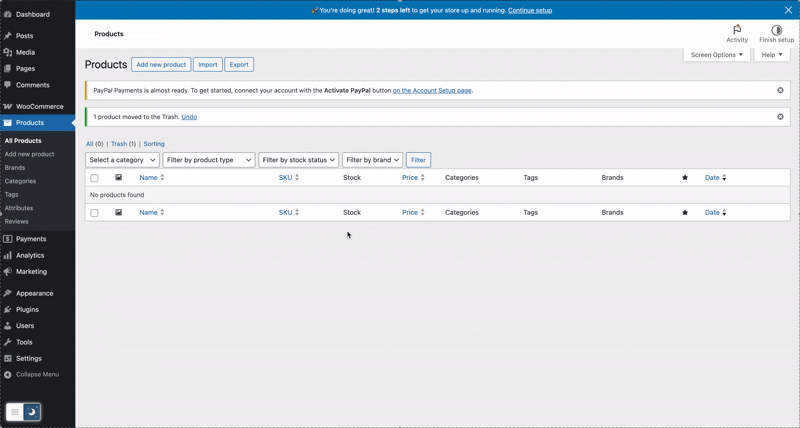 🚀 You're doing great! 2 steps left to get your store up and running. Continue setup
Dashboard
Posts
Media
Pages
Comments
WooCommerce
Products
All Products
Add new product
Brands
Categories
Tags
Attributes
Reviews
Payments
Analytics
Marketing
Appearance
Plugins
Users
Tools
Settings
Collapse Menu
Products
Activity
Finish setup
Screen Options ▼
Help ▼
Products
Add new product
Import
Export
PayPal Payments is almost ready. To get started, connect your account with the Activate PayPal button on the Account Setup page.
1 product moved to the Trash. Undo
All (0) | Trash (1) | Sorting
Select a category
Filter by product type
Filter by stock status
Filter by brand
Filter
Name SKU Stock Price Categories Tags Brands ★ Date
No products found
Name SKU Stock Price Categories Tags Brands ★ Date